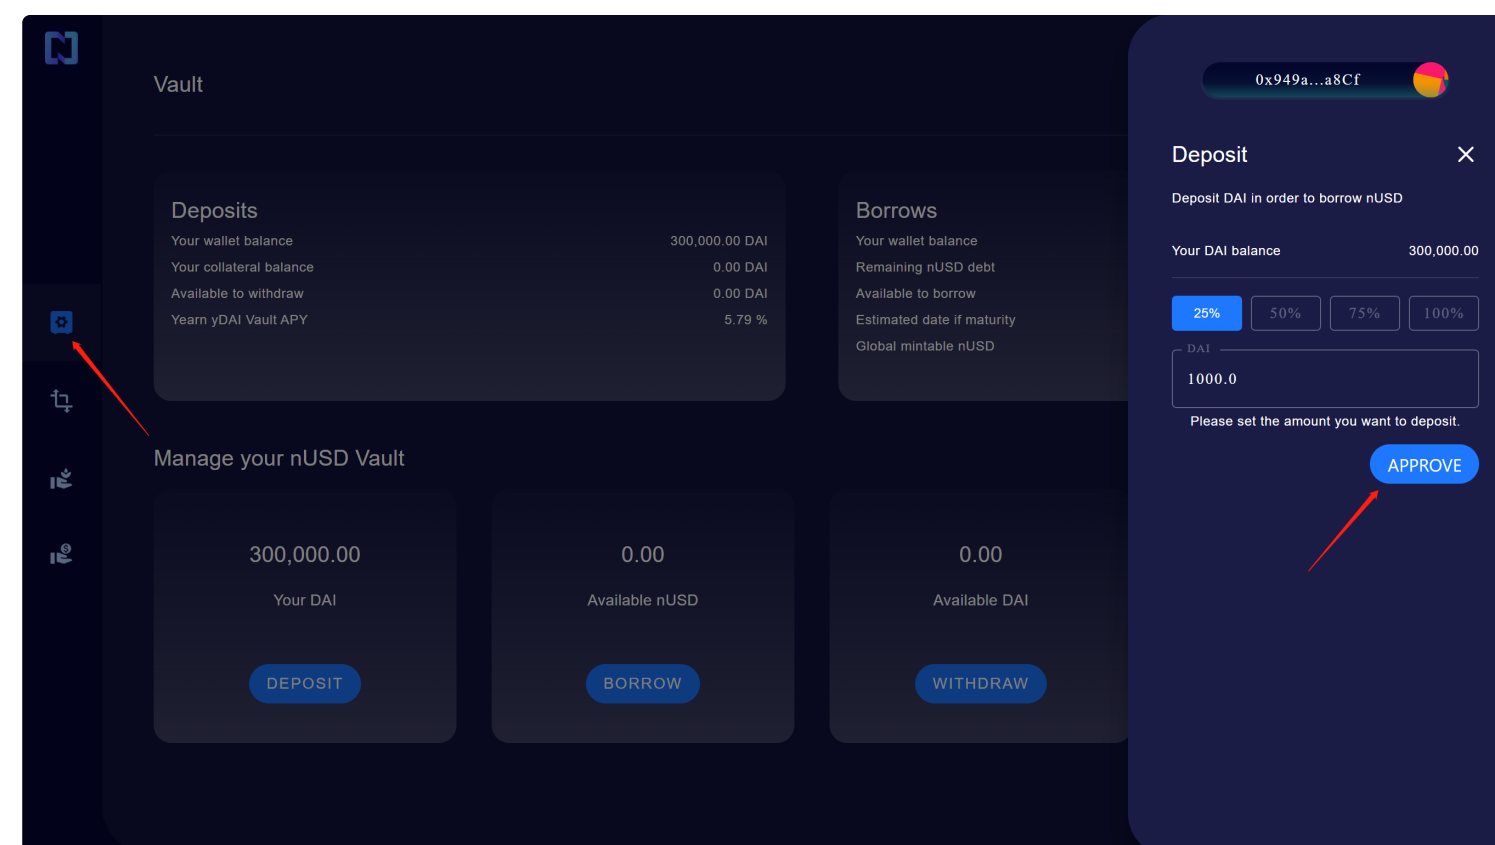 Vault
Deposits
Your wallet balance 300,000.00 DAI
Your collateral balance 0.00 DAI
Available to withdraw 0.00 DAI
Yearn yDAI Vault APY 5.79 %
Borrows
Your wallet balance
Remaining nUSD debt
Available to borrow
Estimated date if maturity
Global mintable nUSD
Manage your nUSD Vault
300,000.00
Your DAI
DEPOSIT
0.00
Available nUSD
BORROW
0.00
Available DAI
WITHDRAW
0x949a...a8Cf
Deposit
Deposit DAI in order to borrow nUSD
Your DAI balance 300,000.00
25% 50% 75% 100%
DAI
1000.0
Please set the amount you want to deposit.
APPROVE